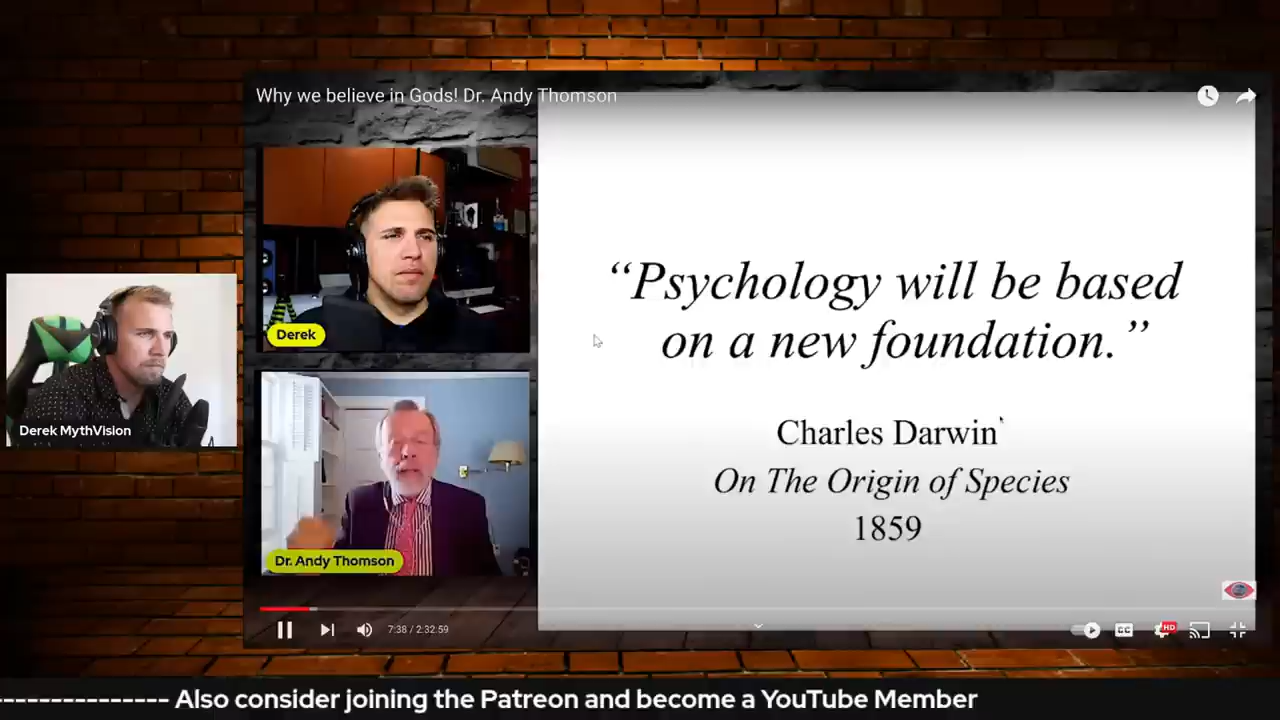 Why we believe in Gods! Dr. Andy Thomson
“Psychology will be based
on a new foundation.”
Charles Darwin
On The Origin of Species
1859
Derek
Derek MythVision
Dr. Andy Thomson
7:38 / 2:32:59
CC
HD
--------------- Also consider joining the Patreon and become a YouTube Member